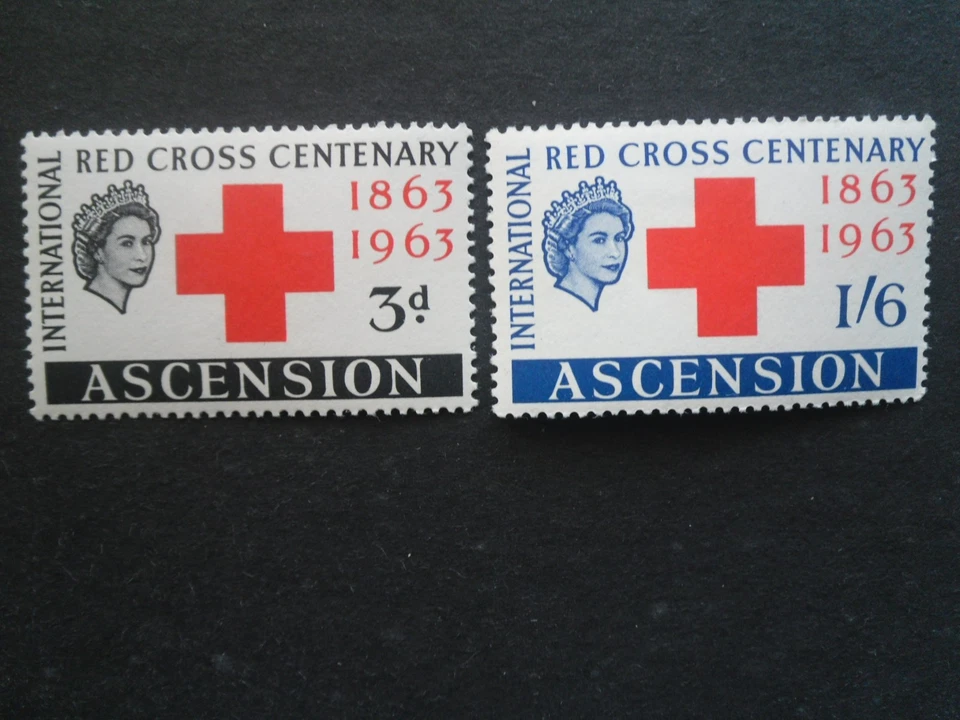 INTERNATIONAL
RED CROSS CENTENARY
1863
1963
3d.
ASCENSION
INTERNATIONAL
RED CROSS CENTENARY
1863
1963
1/6
ASCENSION